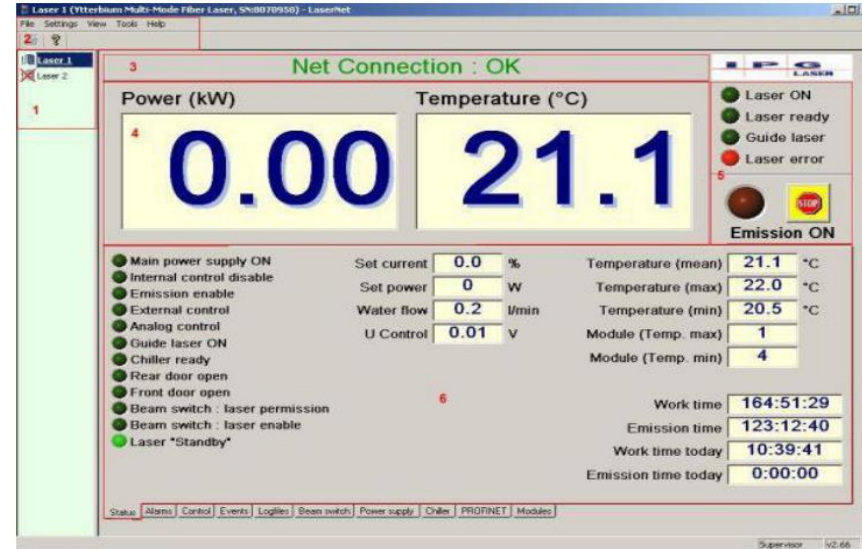 Laser 1 (Ytterbium Multi-Mode Fiber Laser, SN:0070950) - LaserNet
File Settings View Tools Help
2
Laser 1
Laser 2
1
3
Net Connection : OK
IPG
LASER
Power (kW)
Temperature (°C)
4
0.00
21.1
Laser ON
Laser ready
Guide laser
Laser error
5
STOP
Emission ON
Main power supply ON
Internal control disable
Emission enable
External control
Analog control
Guide laser ON
Chiller ready
Rear door open
Front door open
Beam switch : laser permission
Beam switch : laser enable
Laser "Standby"
Set current 0.0 %
Set power 0 W
Water flow 0.2 l/min
U Control 0.01 V
6
Temperature (mean) 21.1 °C
Temperature (max) 22.0 °C
Temperature (min) 20.5 °C
Module (Temp. max) 1
Module (Temp. min) 4
Work time 164:51:29
Emission time 123:12:40
Work time today 10:39:41
Emission time today 0:00:00
Status Alarms Control Events Logfiles Beam switch Power supply Chiller PROFINET Modules
Supervisor v2.66